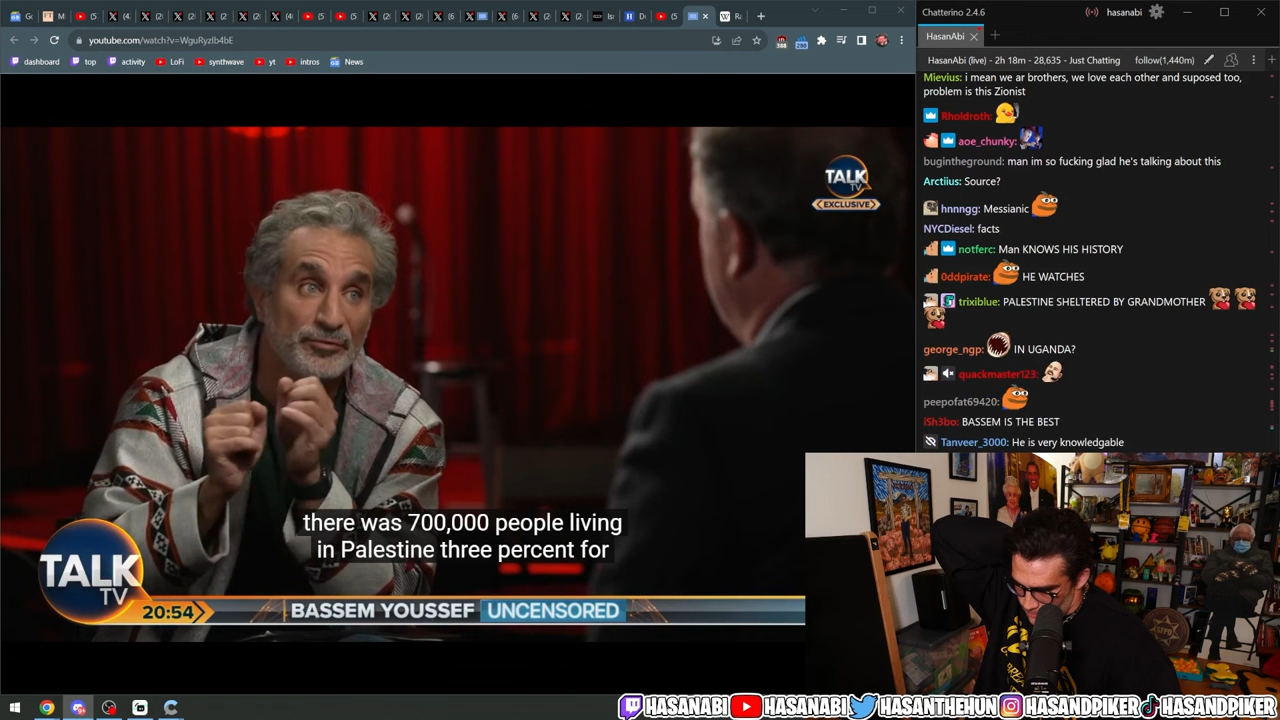 Chatterino 2.4.6
hasanabi
youtube.com/watch?v=WguRyzIb4bE
HasanAbi
dashboard
top
activity
LoFi
synthwave
yt
intros
News
HasanAbi (live) - 2h 18m - 28,635 - Just Chatting
follow(1,440m)
Mievius: i mean we ar brothers, we love each other and suposed too,
problem is this Zionist
Rholdroth:
aoe_chunky:
bugintheground: man im so fucking glad he's talking about this
Arctiius: Source?
hnnngg: Messianic
NYCDiesel: facts
notferc: Man KNOWS HIS HISTORY
0ddpirate: HE WATCHES
trixiblue: PALESTINE SHELTERED BY GRANDMOTHER
george_ngp: IN UGANDA?
quackmaster123:
peepofat69420:
iSh3bo: BASSEM IS THE BEST
Tanveer_3000: He is very knowledgable
TALK
TV
EXCLUSIVE
there was 700,000 people living
in Palestine three percent for
TALK
TV
20:54
BASSEM YOUSSEF UNCENSORED
HASANABI
HASANABI
HASANTHEHUN
HASANDPIKER
HASANDPIKER